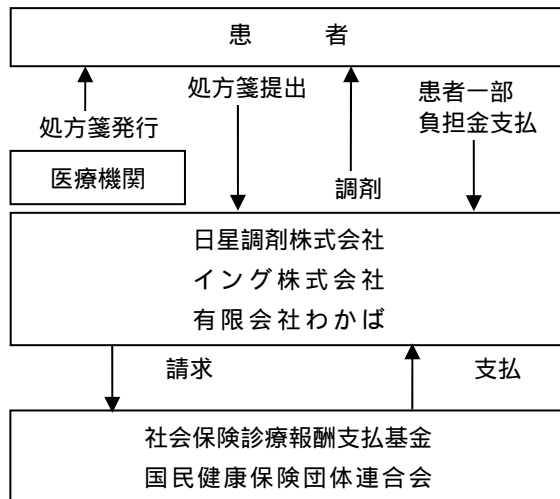 患　者
処方箋発行
処方箋提出
調剤
患者一部
負担金支払
医療機関
日星調剤株式会社
イング株式会社
有限会社わかば
請求
支払
社会保険診療報酬支払基金
国民健康保険団体連合会